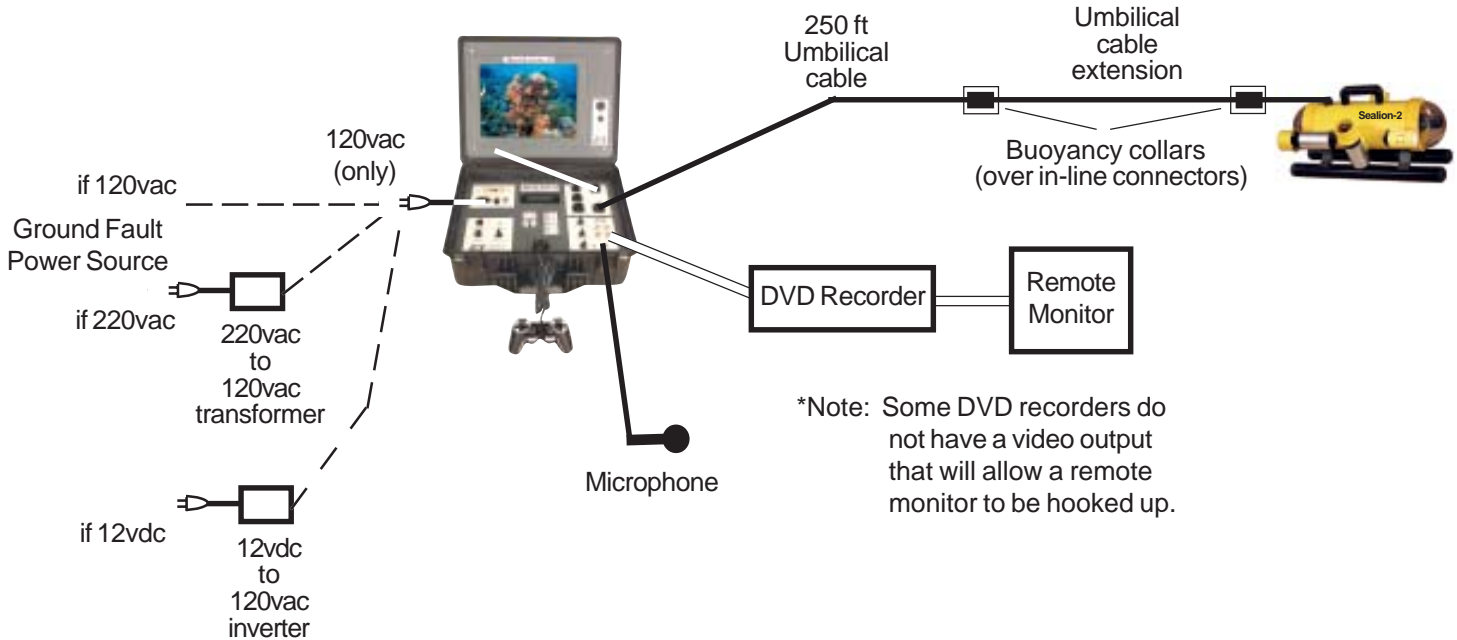 250 ft
Umbilical
cable
Umbilical
cable
extension
Sealion-2
Buoyancy collars
(over in-line connectors)
120vac
(only)
if 120vac
Ground Fault
Power Source
if 220vac
220vac
to
120vac
transformer
if 12vdc
12vdc
to
120vac
inverter
DVD Recorder
Remote
Monitor
Microphone
*Note: Some DVD recorders do
not have a video output
that will allow a remote
monitor to be hooked up.